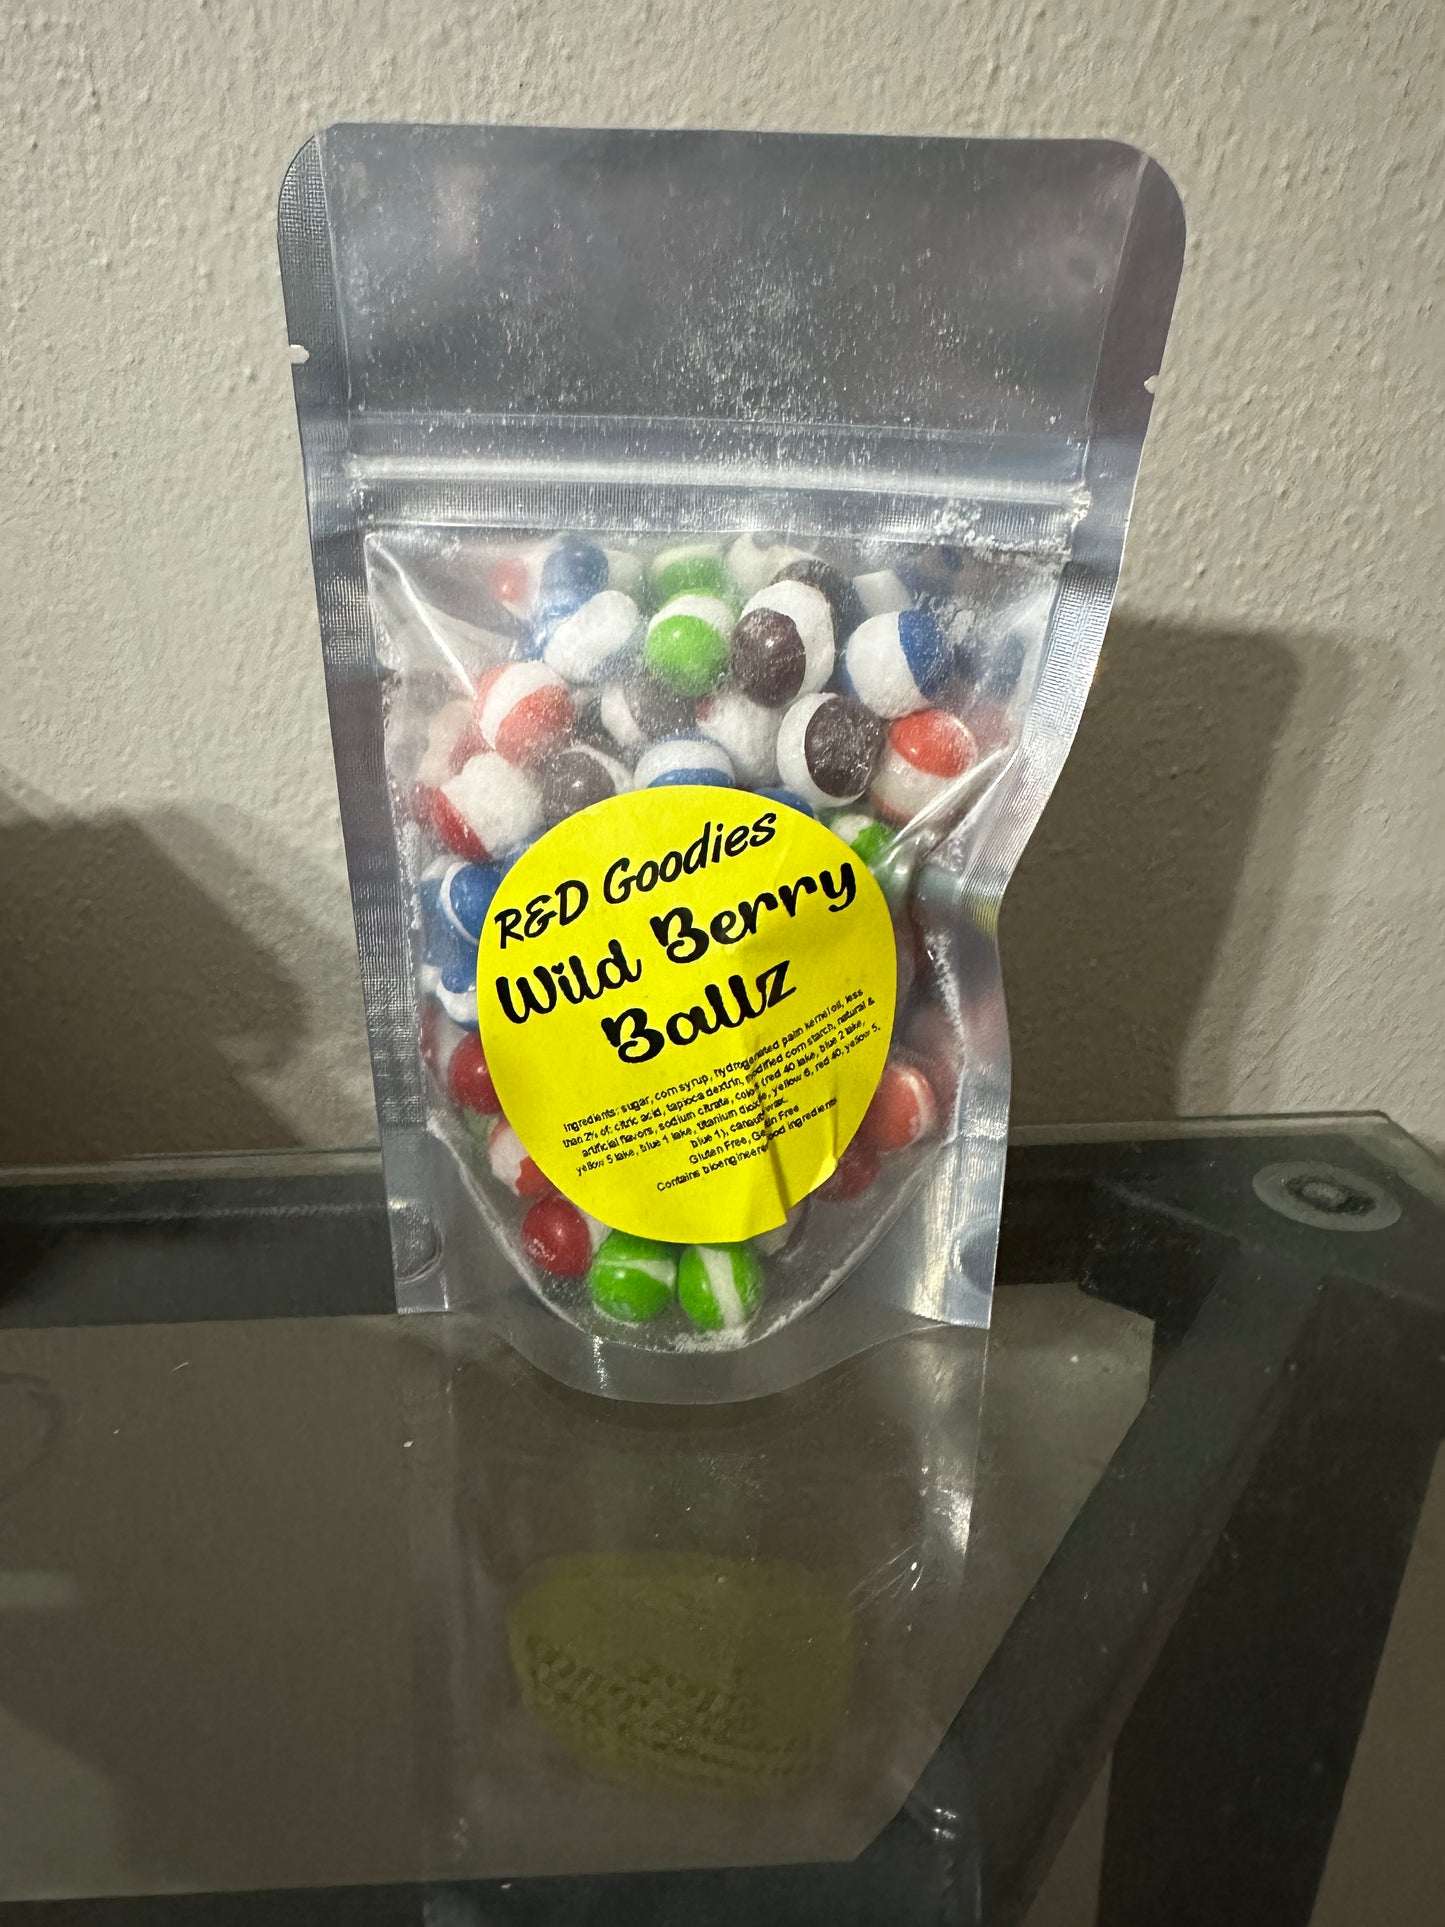 R&D Goodies
Wild Berry
Ballz
Ingredients: sugar, corn syrup, hydrogenated palm kernel oil, less
than 2% of: citric acid, tapioca dextrin, modified corn starch, natural &
artificial flavors, sodium citrate, colors (red 40 lake, blue 2 lake,
yellow 5 lake, blue 1 lake, titanium dioxide, yellow 6, red 40, yellow 5,
blue 1), carnauba wax.
Gluten Free, Gelatin Free
Contains bioengineered food ingredients